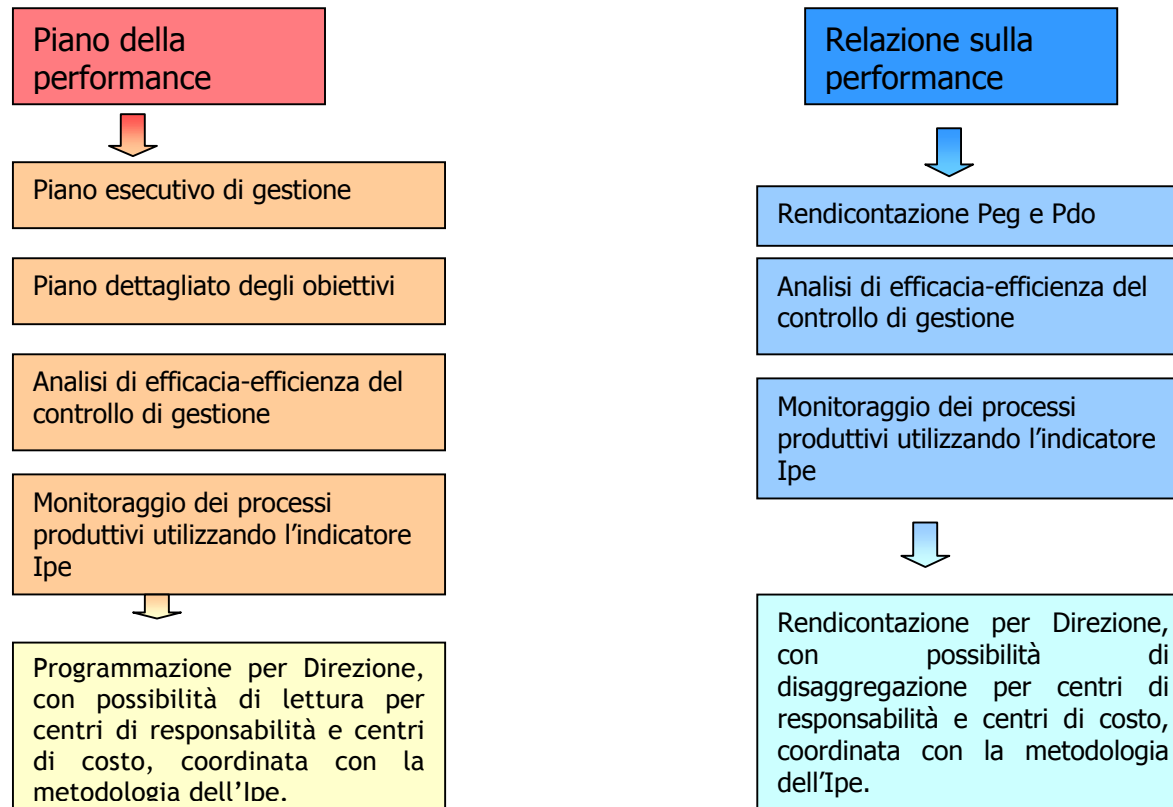 Piano della
performance
Piano esecutivo di gestione
Piano dettagliato degli obiettivi
Analisi di efficacia-efficienza del
controllo di gestione
Monitoraggio dei processi
produttivi utilizzando l’indicatore
Ipe
Programmazione per Direzione,
con possibilità di lettura per
centri di responsabilità e centri
di costo, coordinata con la
metodologia dell’Ipe.
Relazione sulla
performance
Rendicontazione Peg e Pdo
Analisi di efficacia-efficienza del
controllo di gestione
Monitoraggio dei processi
produttivi utilizzando l’indicatore
Ipe
Rendicontazione per Direzione,
con possibilità di
disaggregazione per centri di
responsabilità e centri di costo,
coordinata con la metodologia
dell’Ipe.